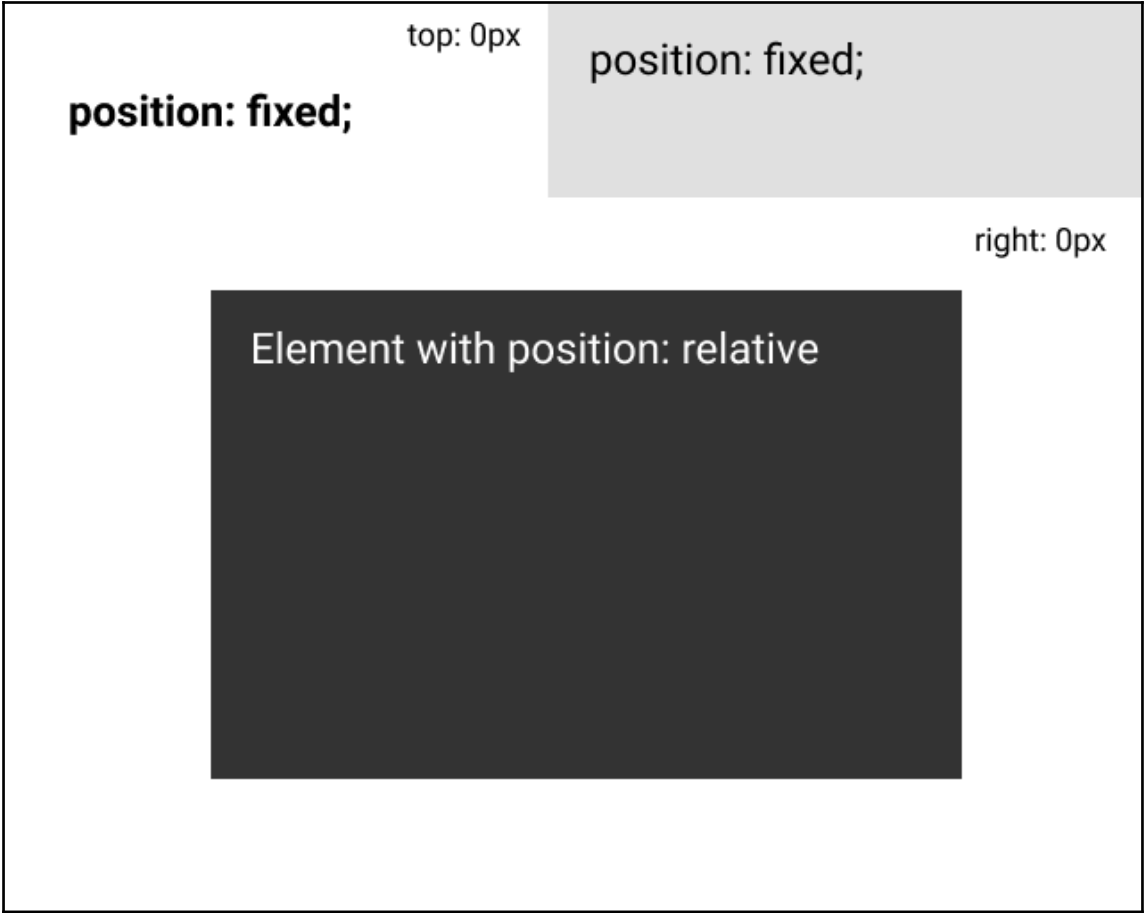 top: 0px
position: fixed;
position: fixed;
right: 0px
Element with position: relative